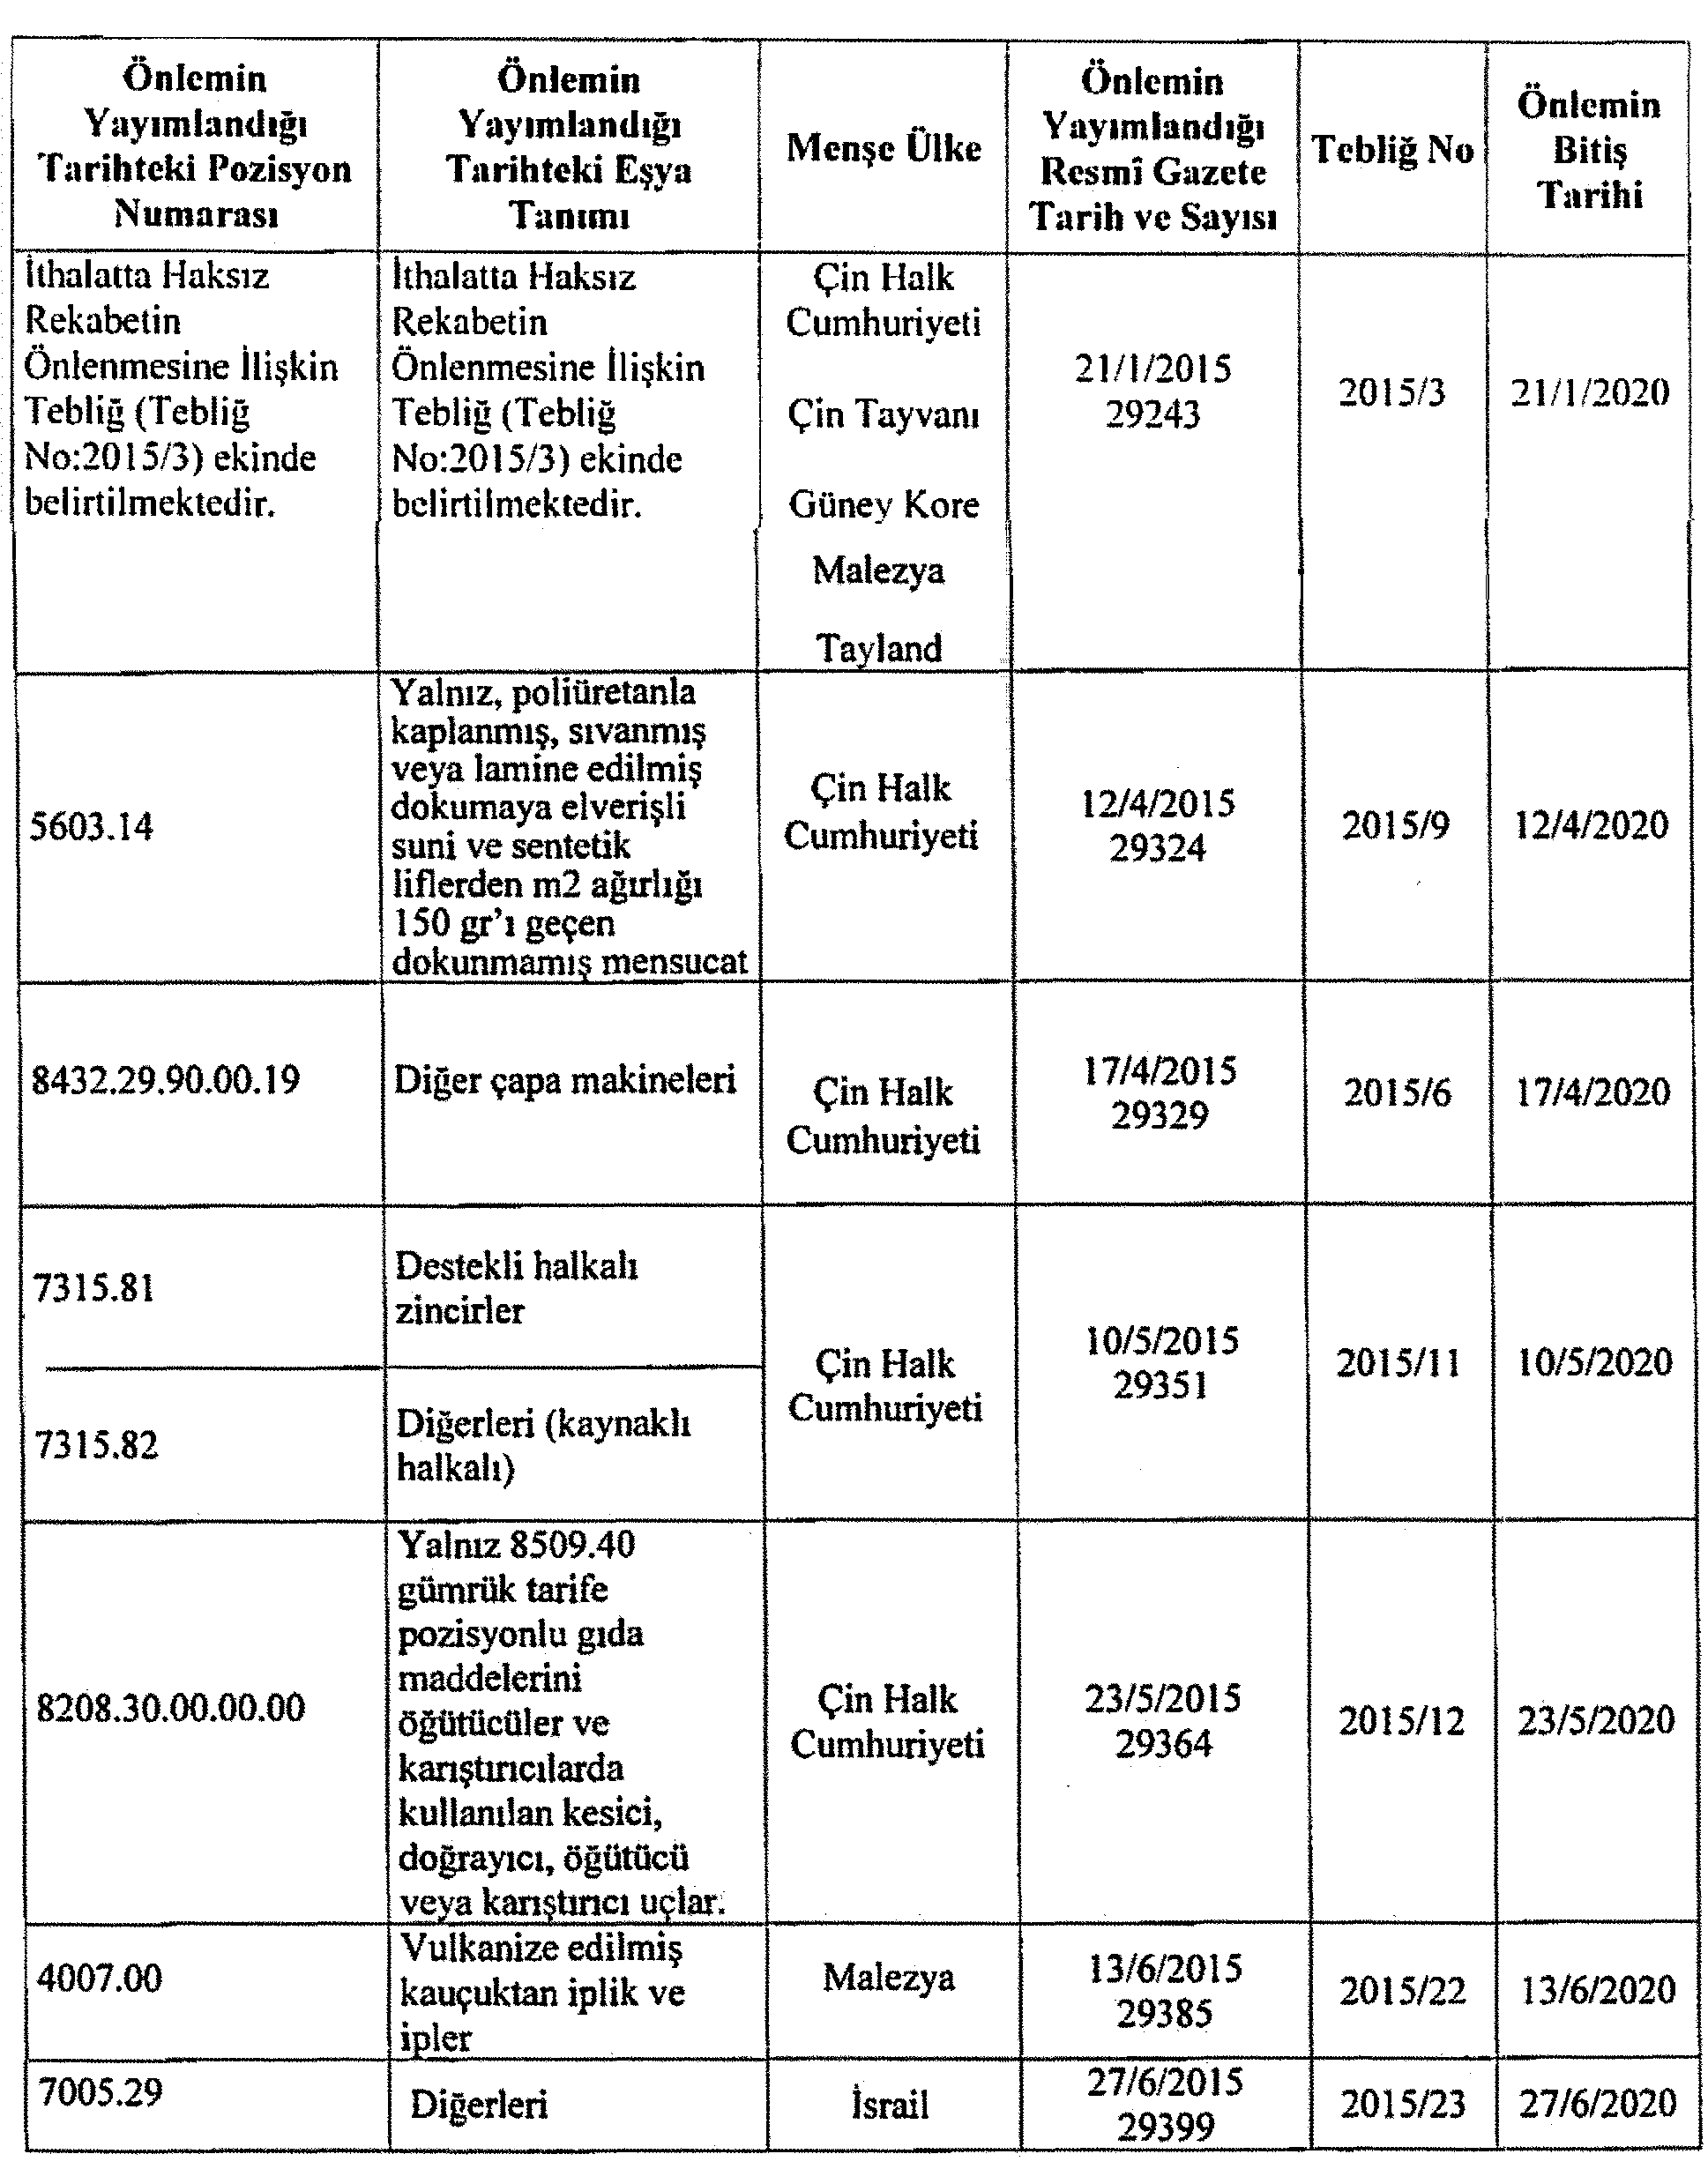 Önlemin
Yayımlandığı
Tarihteki Pozisyon
Numarası
Önlemin
Yayımlandığı
Tarihteki Eşya
Tanımı
Menşe Ülke
Önlemin
Yayımlandığı
Resmî Gazete
Tarih ve Sayısı
Tebliğ No
Önlemin
Bitiş
Tarihi
İthalatta Haksız
Rekabetin
Önlenmesine İlişkin
Tebliğ (Tebliğ
No:2015/3) ekinde
belirtilmektedir.
İthalatta Haksız
Rekabetin
Önlenmesine İlişkin
Tebliğ (Tebliğ
No:2015/3) ekinde
belirtilmektedir.
Çin Halk
Cumhuriyeti
Çin Tayvanı
Güney Kore
Malezya
Tayland
21/1/2015
29243
2015/3
21/1/2020
5603.14
Yalnız, poliüretanla
kaplanmış, sıvanmış
veya lamine edilmiş
dokumaya elverişli
suni ve sentetik
liflerden m2 ağırlığı
150 gr'ı geçen
dokunmamış mensucat
Çin Halk
Cumhuriyeti
12/4/2015
29324
2015/9
12/4/2020
8432.29.90.00.19
Diğer çapa makineleri
Çin Halk
Cumhuriyeti
17/4/2015
29329
2015/6
17/4/2020
7315.81
Destekli halkalı
zincirler
7315.82
Diğerleri (kaynaklı
halkalı)
Çin Halk
Cumhuriyeti
10/5/2015
29351
2015/11
10/5/2020
8208.30.00.00.00
Yalnız 8509.40
gümrük tarife
pozisyonlu gıda
maddelerini
öğütücüler ve
karıştırıcılarda
kullanılan kesici,
doğrayıcı, öğütücü
veya karıştırıcı uçlar.
Çin Halk
Cumhuriyeti
23/5/2015
29364
2015/12
23/5/2020
4007.00
Vulkanize edilmiş
kauçuktan iplik ve
ipler
Malezya
13/6/2015
29385
2015/22
13/6/2020
7005.29
Diğerleri
İsrail
27/6/2015
29399
2015/23
27/6/2020